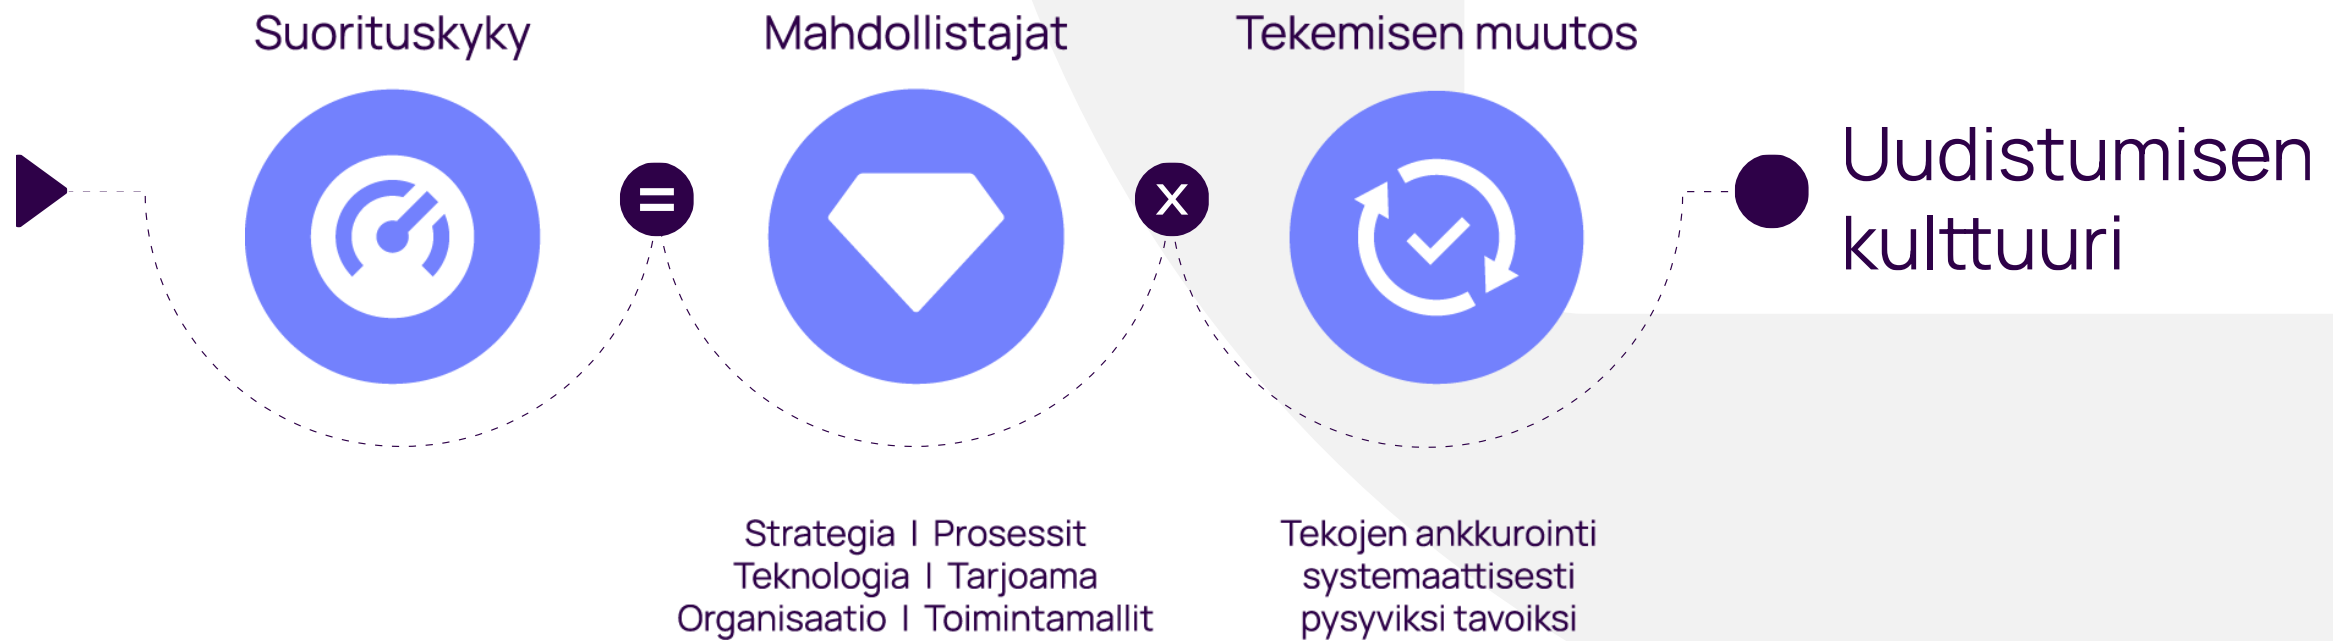 Suorituskyky
=
Mahdollistajat
x
Tekemisen muutos
Uudistumisen
kulttuuri
Strategia | Prosessit
Teknologia | Tarjoama
Organisaatio | Toimintamallit
Tekojen ankkurointi
systemaattisesti
pysyviksi tavoiksi